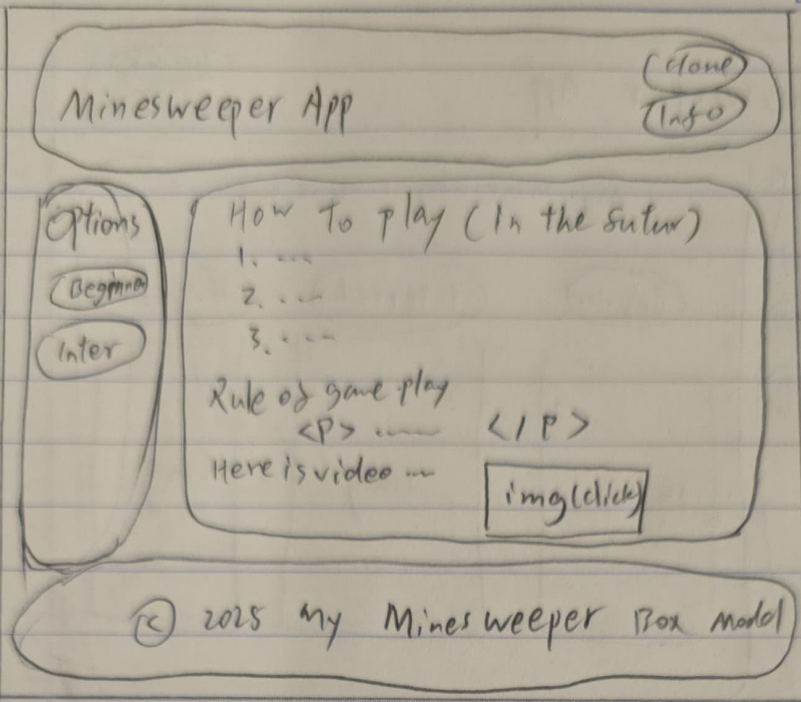 Minesweeper App
Clone
Info
Options
Beginner
Inter
How To play (In the futur)
1. ...
2. ...
3. ....
Rule of game play
<P> ...... </P>
Here is video ...
img(click)
© 2025 My Minesweeper Box Model